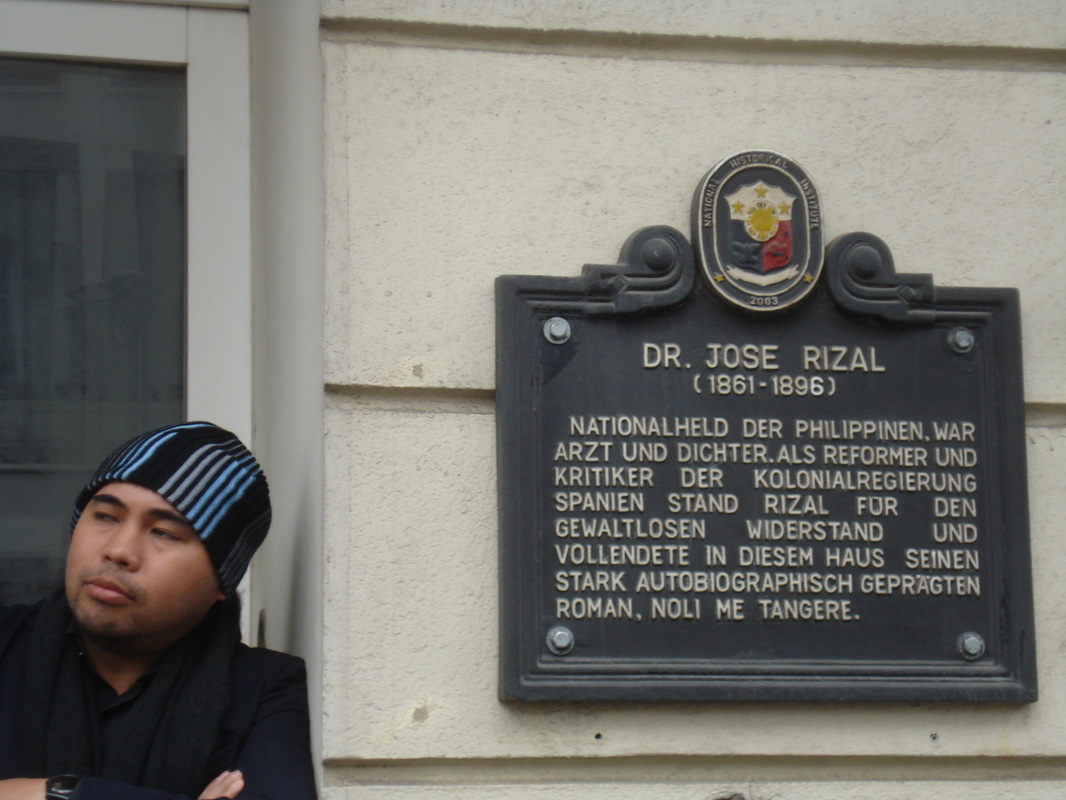 NATIONAL HISTORICAL INSTITUTE
2003
DR. JOSE RIZAL
(1861-1896)
NATIONALHELD DER PHILIPPINEN, WAR
ARZT UND DICHTER. ALS REFORMER UND
KRITIKER DER KOLONIALREGIERUNG
SPANIEN STAND RIZAL FÜR DEN
GEWALTLOSEN WIDERSTAND UND
VOLLENDETE IN DIESEM HAUS SEINEN
STARK AUTOBIOGRAPHISCH GEPRÄGTEN
ROMAN, NOLI ME TANGERE.